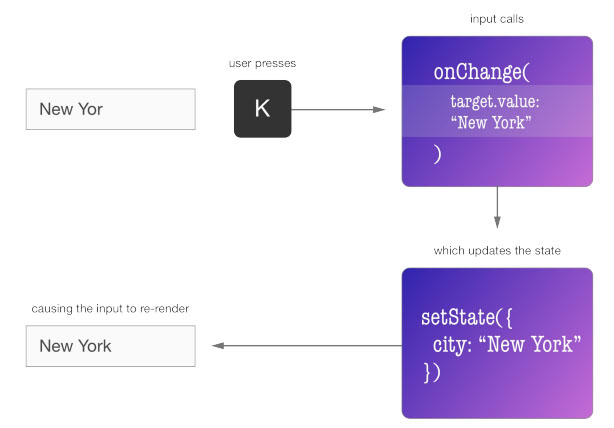 input calls
user presses
New Yor
K
onChange(
target.value:
“New York”
)
which updates the state
setState({
city: “New York”
})
causing the input to re-render
New York